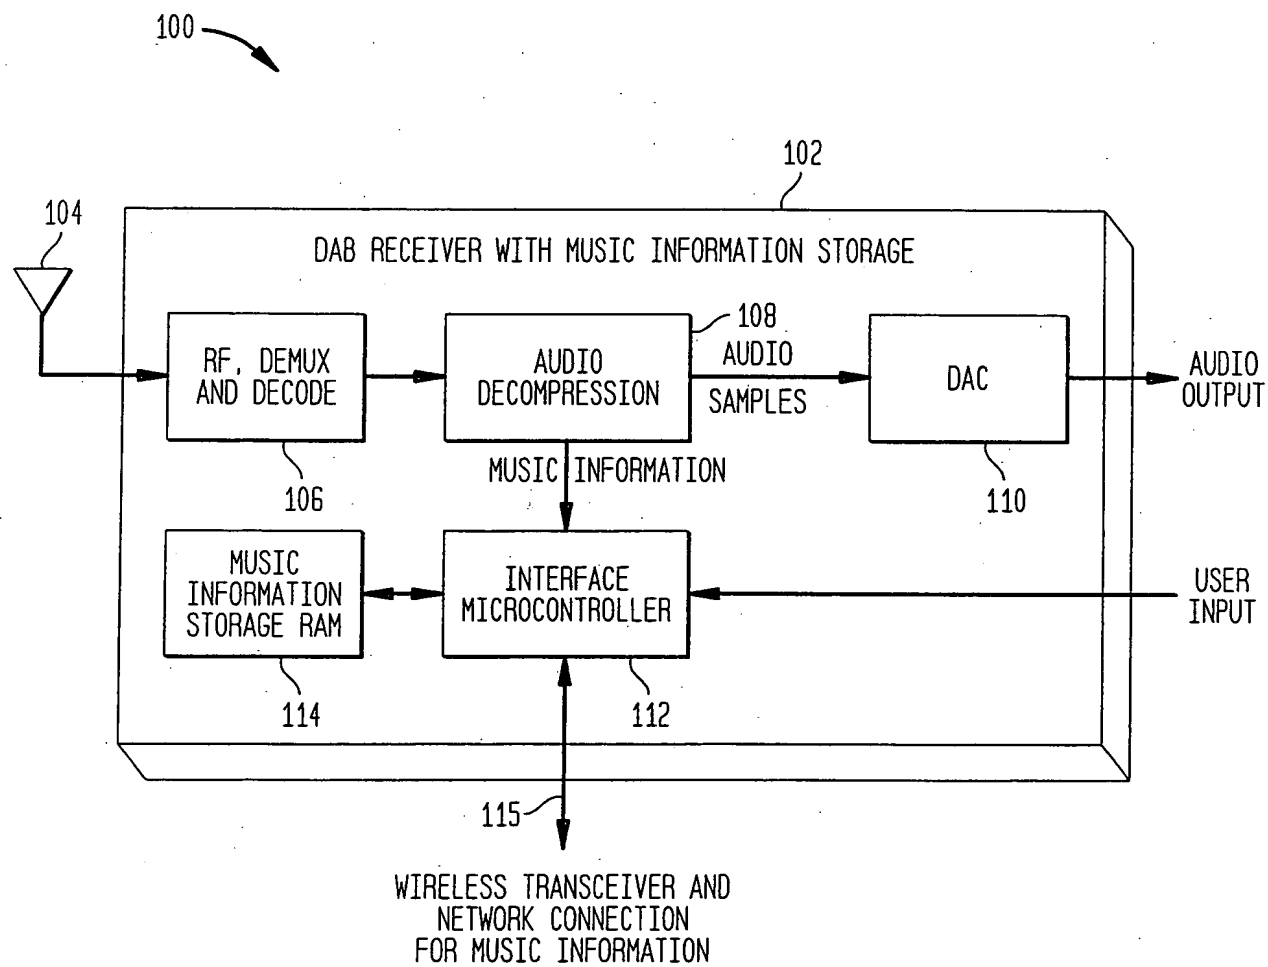 100
102
104
DAB RECEIVER WITH MUSIC INFORMATION STORAGE
RF, DEMUX
AND DECODE
106
AUDIO
DECOMPRESSION
108
AUDIO
SAMPLES
DAC
110
AUDIO
OUTPUT
MUSIC INFORMATION
MUSIC
INFORMATION
STORAGE RAM
114
INTERFACE
MICROCONTROLLER
112
USER
INPUT
115
WIRELESS TRANSCEIVER AND
NETWORK CONNECTION
FOR MUSIC INFORMATION